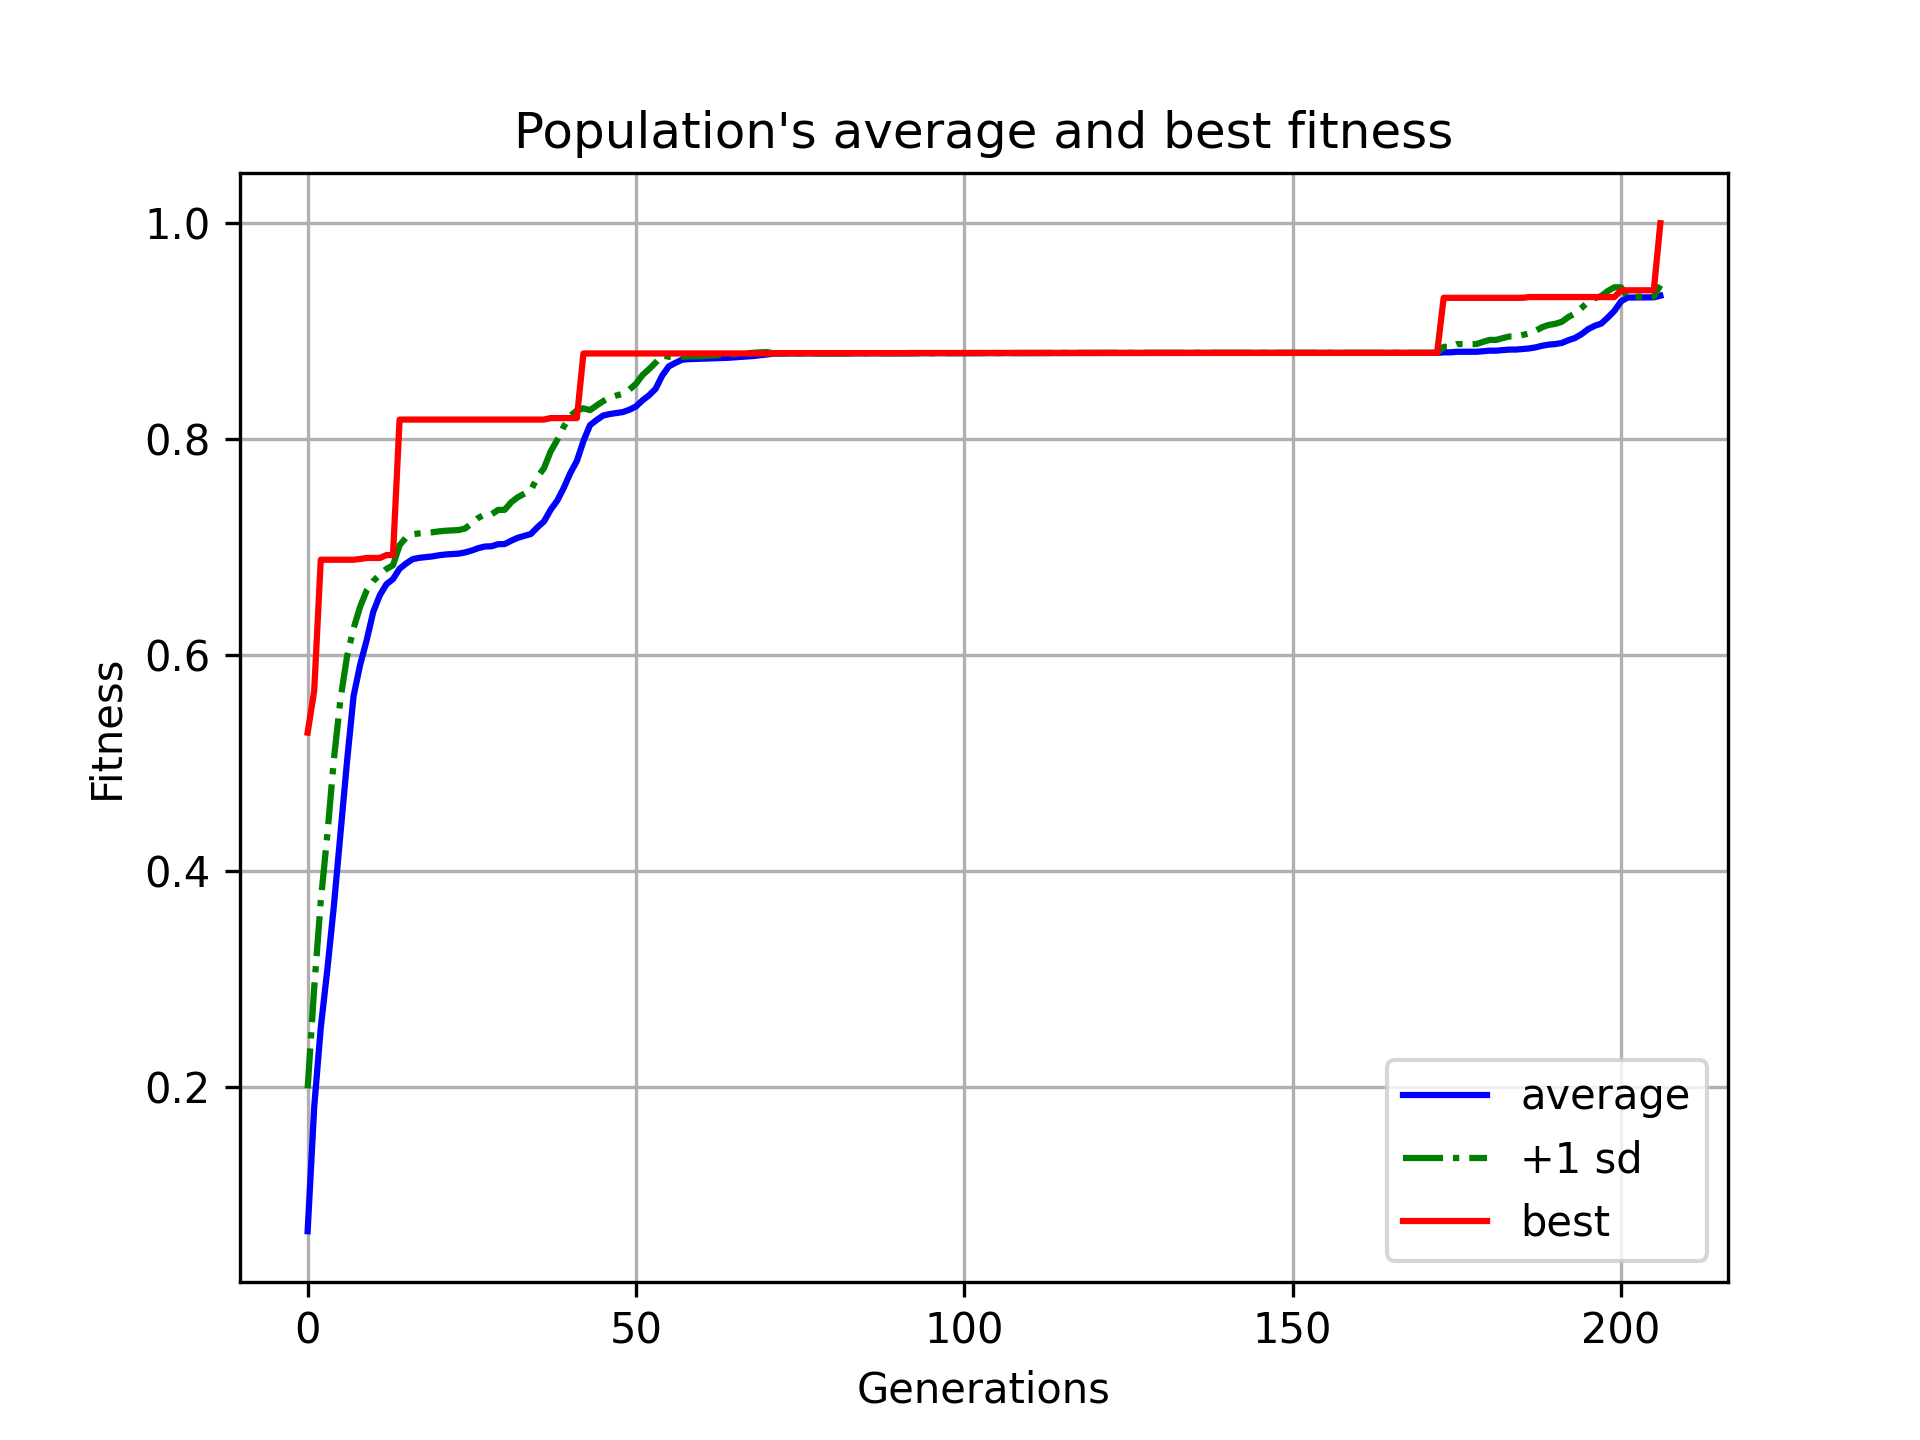 Population's average and best fitness
1.0
0.8
0.6
0.4
0.2
Fitness
0 50 100 150 200
Generations
average
+1 sd
best